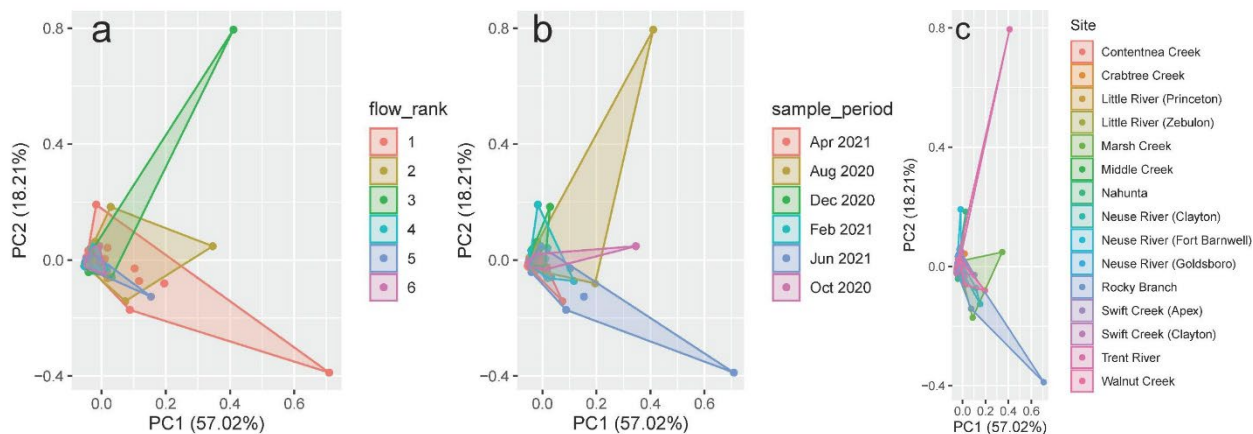 a
0.8
0.4
0.0
−0.4
PC2 (18.21%)
0.0
0.2
0.4
0.6
PC1 (57.02%)
flow_rank
1
2
3
4
5
6
b
0.8
0.4
0.0
−0.4
PC2 (18.21%)
0.0
0.2
0.4
0.6
PC1 (57.02%)
sample_period
Apr 2021
Aug 2020
Dec 2020
Feb 2021
Jun 2021
Oct 2020
c
0.8
0.4
0.0
−0.4
PC2 (18.21%)
0.0 0.2 0.4 0.6
PC1 (57.02%)
Site
Contentnea Creek
Crabtree Creek
Little River (Princeton)
Little River (Zebulon)
Marsh Creek
Middle Creek
Nahunta
Neuse River (Clayton)
Neuse River (Fort Barnwell)
Neuse River (Goldsboro)
Rocky Branch
Swift Creek (Apex)
Swift Creek (Clayton)
Trent River
Walnut Creek